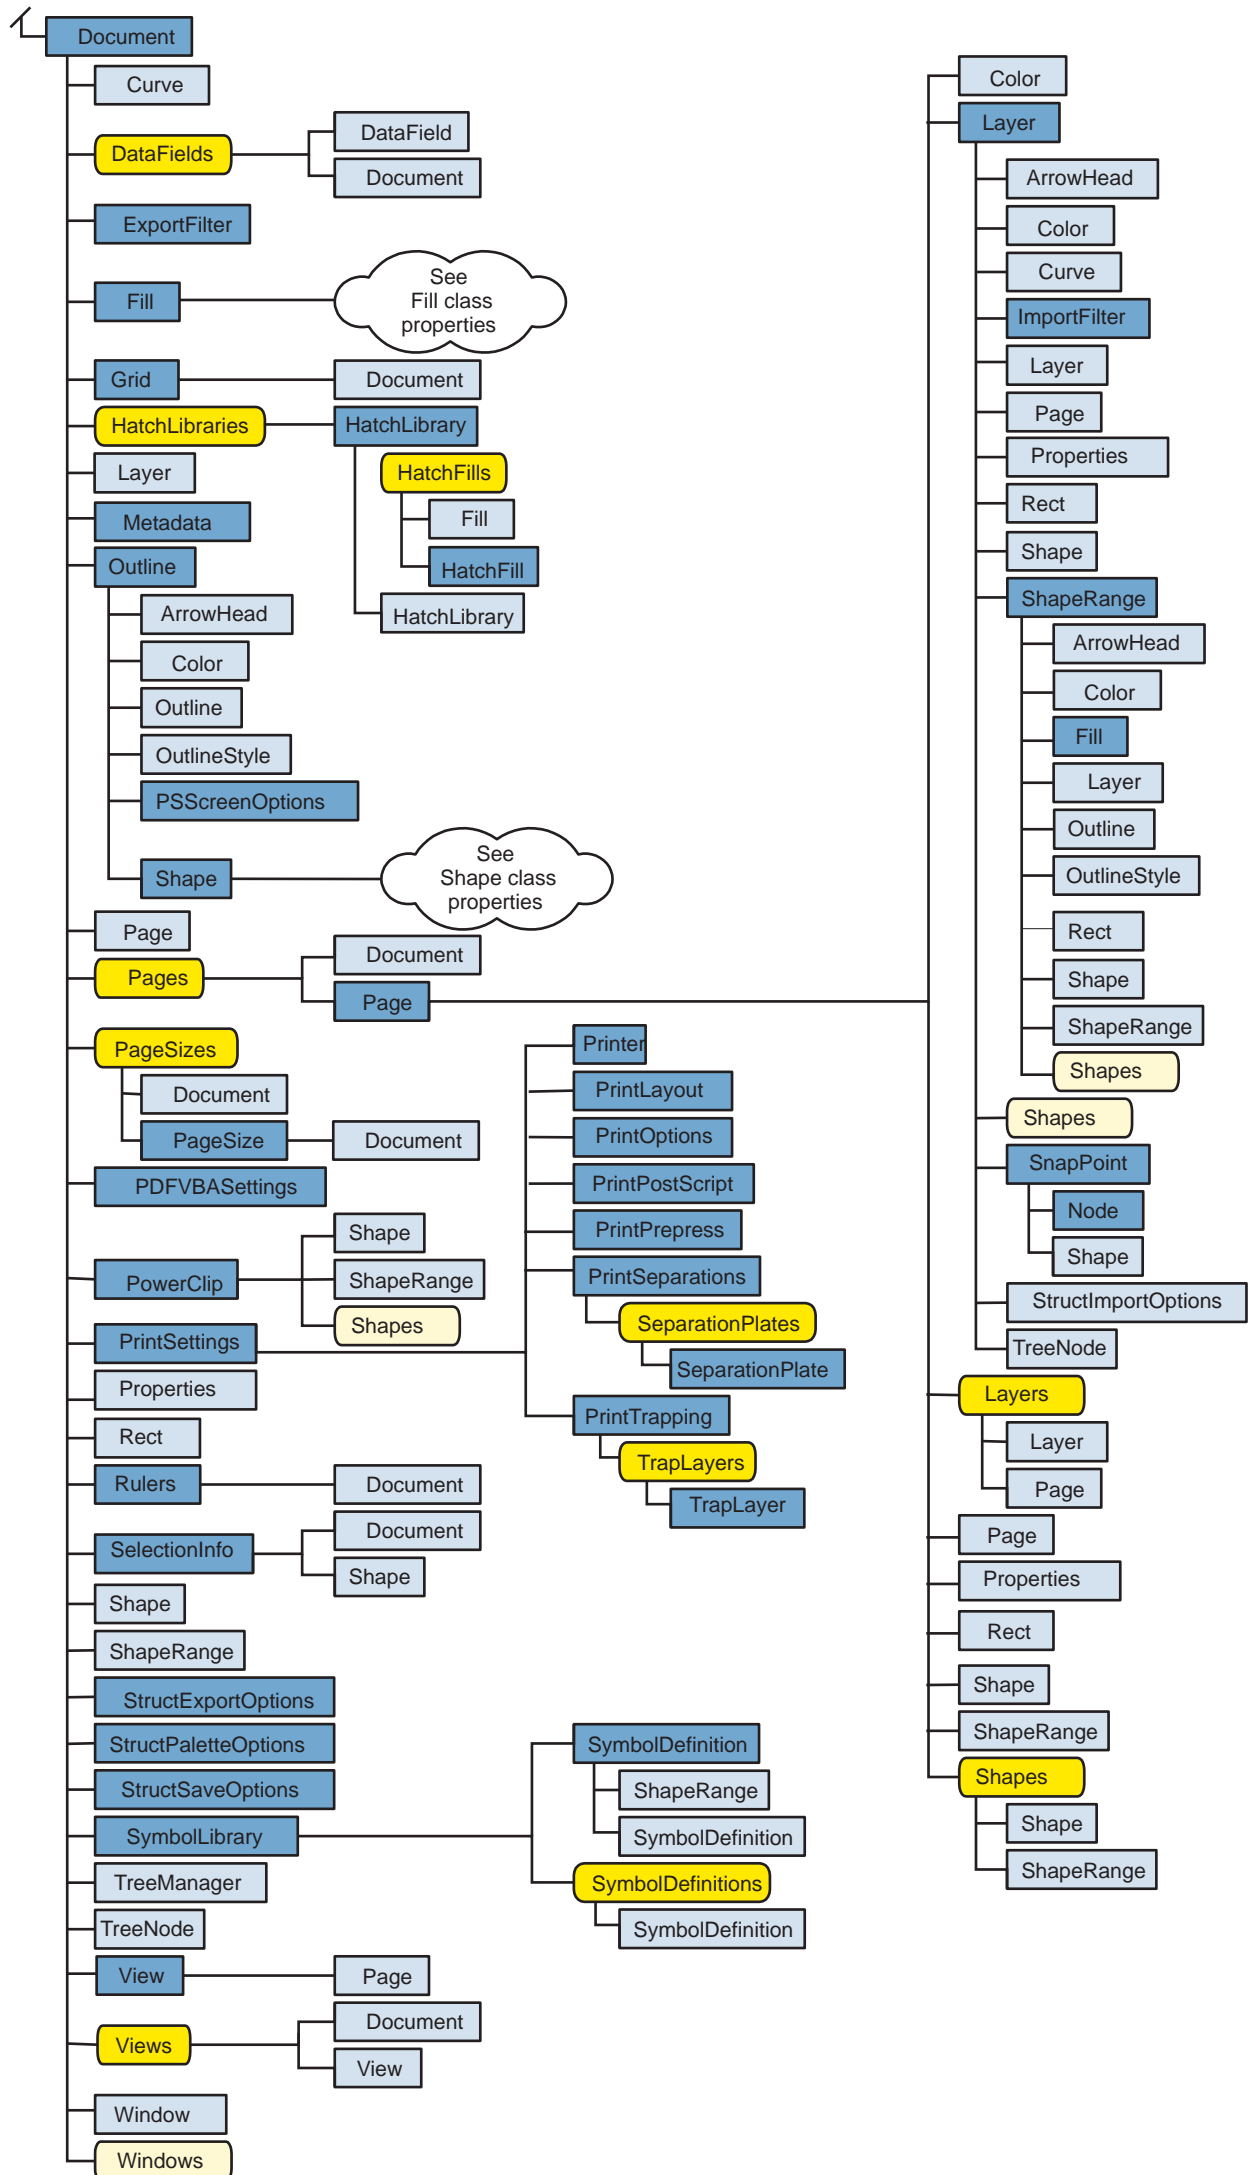 Document
Curve
DataFields
DataField
Document
ExportFilter
Fill
See
Fill class
properties
Grid
Document
HatchLibraries
HatchLibrary
HatchFills
Fill
HatchFill
HatchLibrary
Layer
Metadata
Outline
ArrowHead
Color
Outline
OutlineStyle
PSScreenOptions
Shape
See
Shape class
properties
Page
Pages
Document
Page
PageSizes
Document
PageSize
Document
PDFVBASettings
PowerClip
Shape
ShapeRange
Shapes
PrintSettings
Printer
PrintLayout
PrintOptions
PrintPostScript
PrintPrepress
PrintSeparations
SeparationPlates
SeparationPlate
PrintTrapping
TrapLayers
TrapLayer
Properties
Rect
Rulers
Document
SelectionInfo
Document
Shape
Shape
ShapeRange
StructExportOptions
StructPaletteOptions
StructSaveOptions
SymbolLibrary
SymbolDefinition
ShapeRange
SymbolDefinition
SymbolDefinitions
SymbolDefinition
TreeManager
TreeNode
View
Page
Views
Document
View
Window
Windows
Color
Layer
ArrowHead
Color
Curve
ImportFilter
Layer
Page
Properties
Rect
Shape
ShapeRange
ArrowHead
Color
Fill
Layer
Outline
OutlineStyle
Rect
Shape
ShapeRange
Shapes
Shapes
SnapPoint
Node
Shape
StructImportOptions
TreeNode
Layers
Layer
Page
Page
Properties
Rect
Shape
ShapeRange
Shapes
Shape
ShapeRange